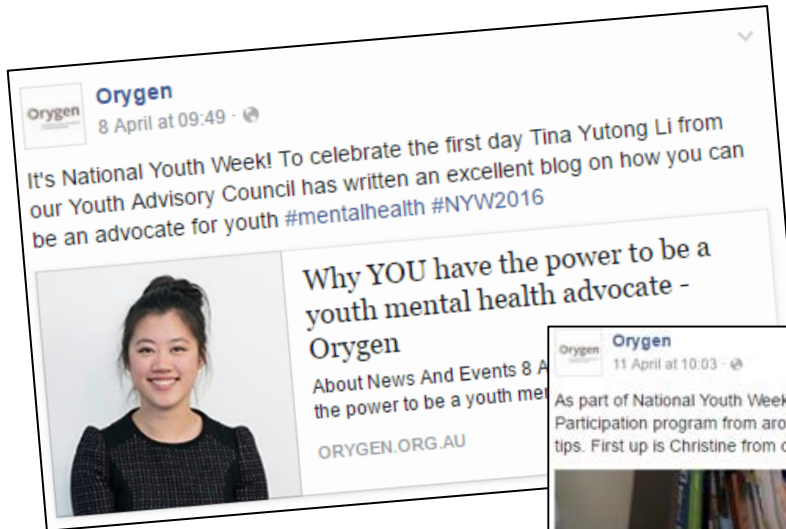 Orygen
Orygen
8 April at 09:49 ·
It's National Youth Week! To celebrate the first day Tina Yutong Li from
our Youth Advisory Council has written an excellent blog on how you can
be an advocate for youth #mentalhealth #NYW2016
Why YOU have the power to be a
youth mental health advocate -
Orygen
About News And Events 8 A
the power to be a youth me
ORYGEN.ORG.AU
Orygen
Orygen
11 April at 10:03 ·
As part of National Youth Week
Participation program from aro
tips. First up is Christine from